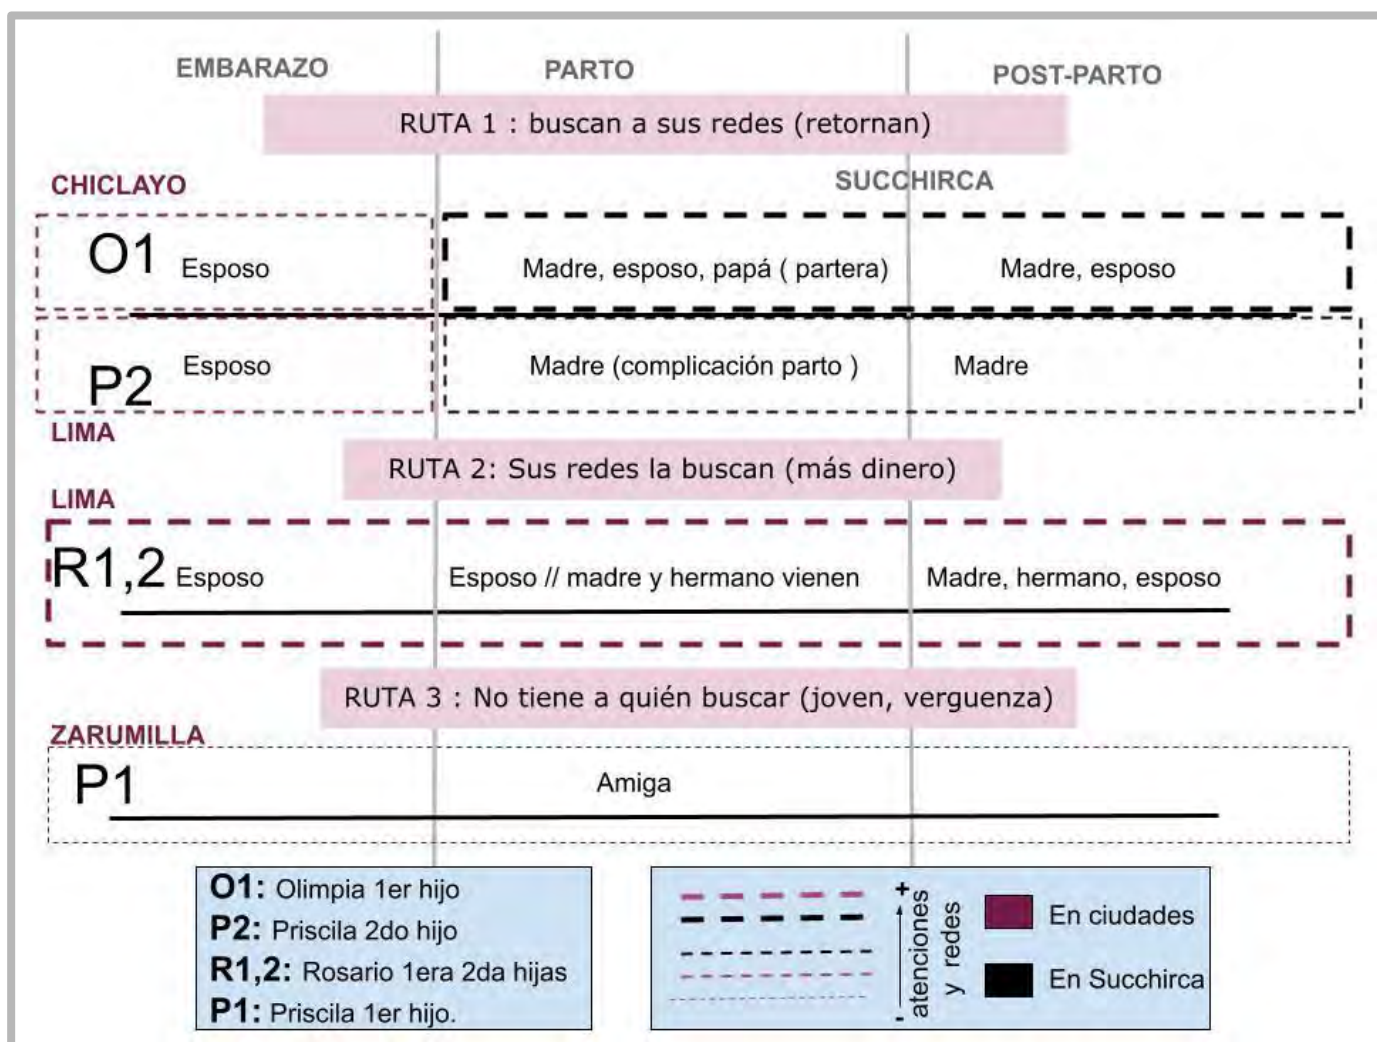 EMBARAZO PARTO POST-PARTO
RUTA 1 : buscan a sus redes (retornan)
CHICLAYO SUCCHIRCA
O1 Esposo Madre, esposo, papá ( partera) Madre, esposo
P2 Esposo Madre (complicación parto ) Madre
LIMA
RUTA 2: Sus redes la buscan (más dinero)
LIMA
R1,2 Esposo Esposo // madre y hermano vienen Madre, hermano, esposo
RUTA 3 : No tiene a quién buscar (joven, verguenza)
ZARUMILLA
P1 Amiga
O1: Olimpia 1er hijo
P2: Priscila 2do hijo
R1,2: Rosario 1era 2da hijas
P1: Priscila 1er hijo.
+
-
atenciones
y redes
En ciudades
En Succhirca